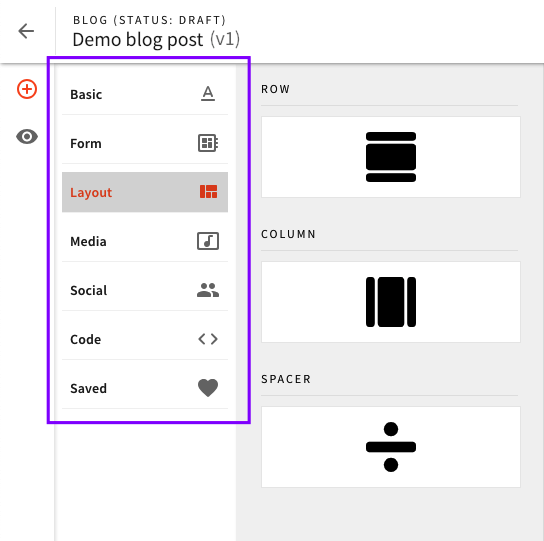 BLOG (STATUS: DRAFT)
Demo blog post (v1)
Basic
Form
Layout
Media
Social
Code
Saved
ROW
COLUMN
SPACER